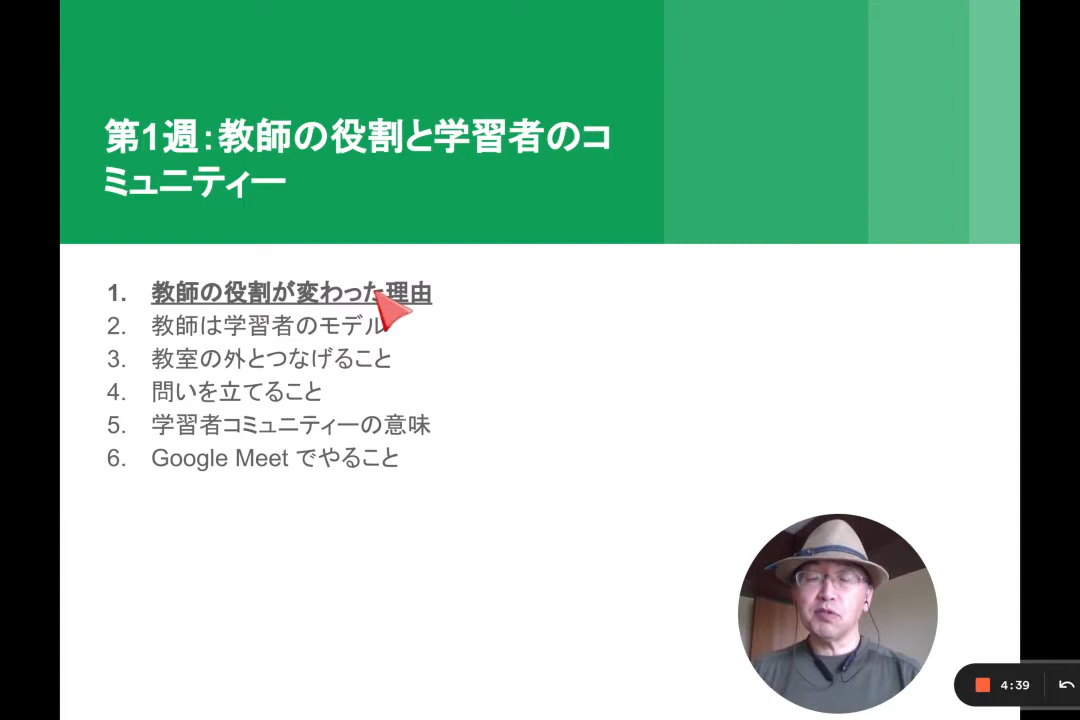 第1週：教師の役割と学習者のコ
ミュニティー
1. 教師の役割が変わった理由
2. 教師は学習者のモデル
3. 教室の外とつなげること
4. 問いを立てること
5. 学習者コミュニティーの意味
6. Google Meet でやること
4:39